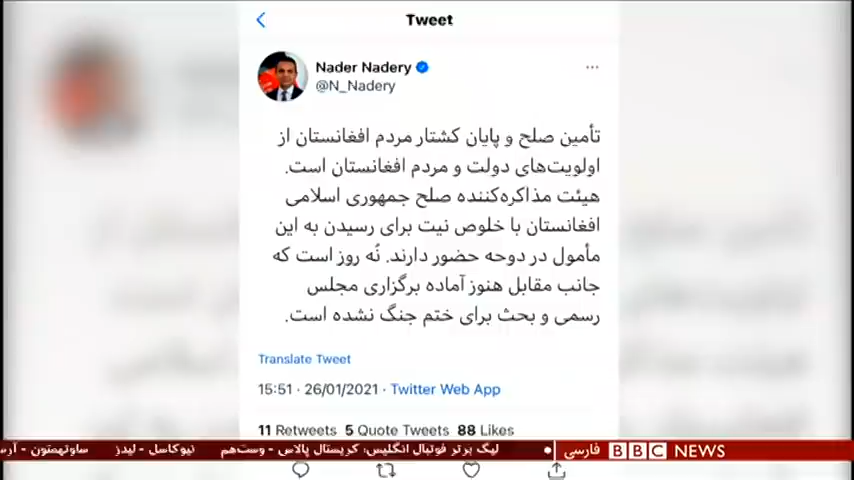 Tweet
Nader Nadery
@N_Nadery
تأمین صلح و پایان کشتار مردم افغانستان از
اولویت‌های دولت و مردم افغانستان است.
هیئت مذاکره‌کننده صلح جمهوری اسلامی
افغانستان با خلوص نیت برای رسیدن به این
مأمول در دوحه حضور دارند. نُه روز است که
جانب مقابل هنوز آماده برگزاری مجلس
رسمی و بحث برای ختم جنگ نشده است.
Translate Tweet
15:51 · 26/01/2021 · Twitter Web App
11 Retweets 5 Quote Tweets 88 Likes
BBC NEWS فارسی
لیگ برتر فوتبال انگلیس: کریستال پالاس - وست‌هم نیوکاسل - لیدز ساوتهمتون - آرس